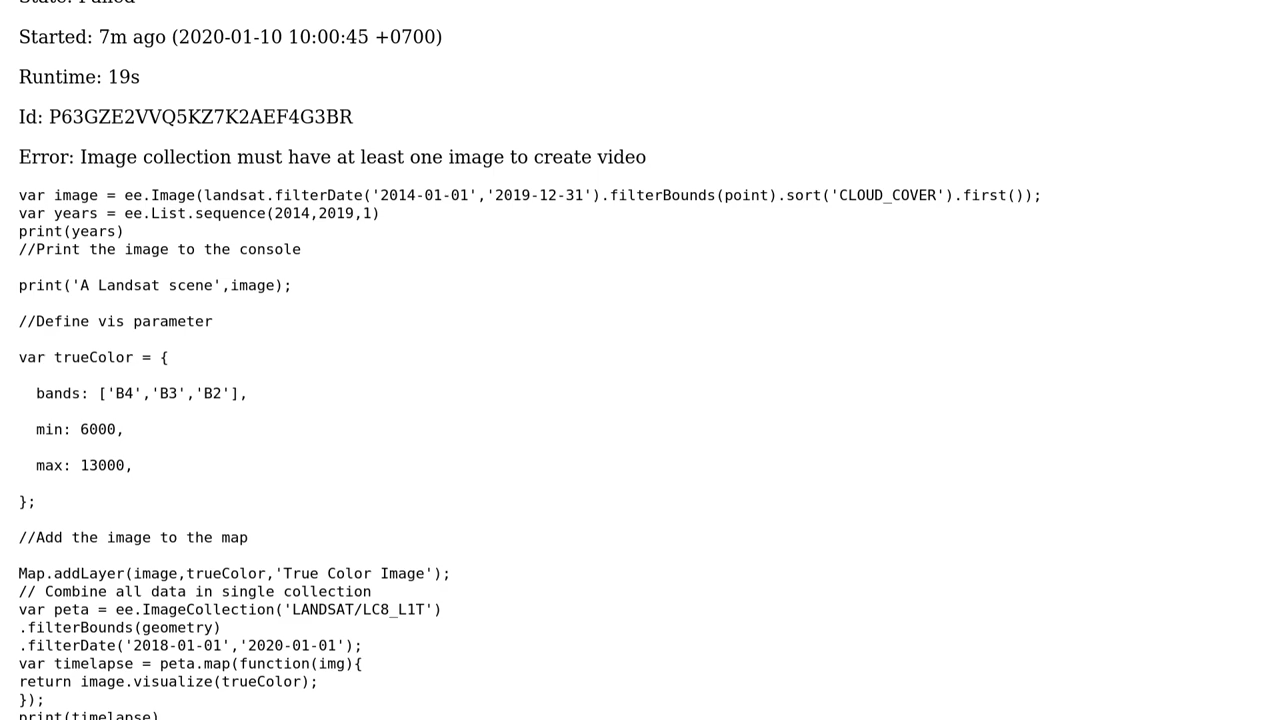 State: Failed
Started: 7m ago (2020-01-10 10:00:45 +0700)
Runtime: 19s
Id: P63GZE2VVQ5KZ7K2AEF4G3BR
Error: Image collection must have at least one image to create video
var image = ee.Image(landsat.filterDate('2014-01-01','2019-12-31').filterBounds(point).sort('CLOUD_COVER').first());
var years = ee.List.sequence(2014,2019,1)
print(years)
//Print the image to the console
print('A Landsat scene',image);
//Define vis parameter
var trueColor = {
  bands: ['B4','B3','B2'],
  min: 6000,
  max: 13000,
};
//Add the image to the map
Map.addLayer(image,trueColor,'True Color Image');
// Combine all data in single collection
var peta = ee.ImageCollection('LANDSAT/LC8_L1T')
.filterBounds(geometry)
.filterDate('2018-01-01','2020-01-01');
var timelapse = peta.map(function(img){
return image.visualize(trueColor);
});
print(timelapse)